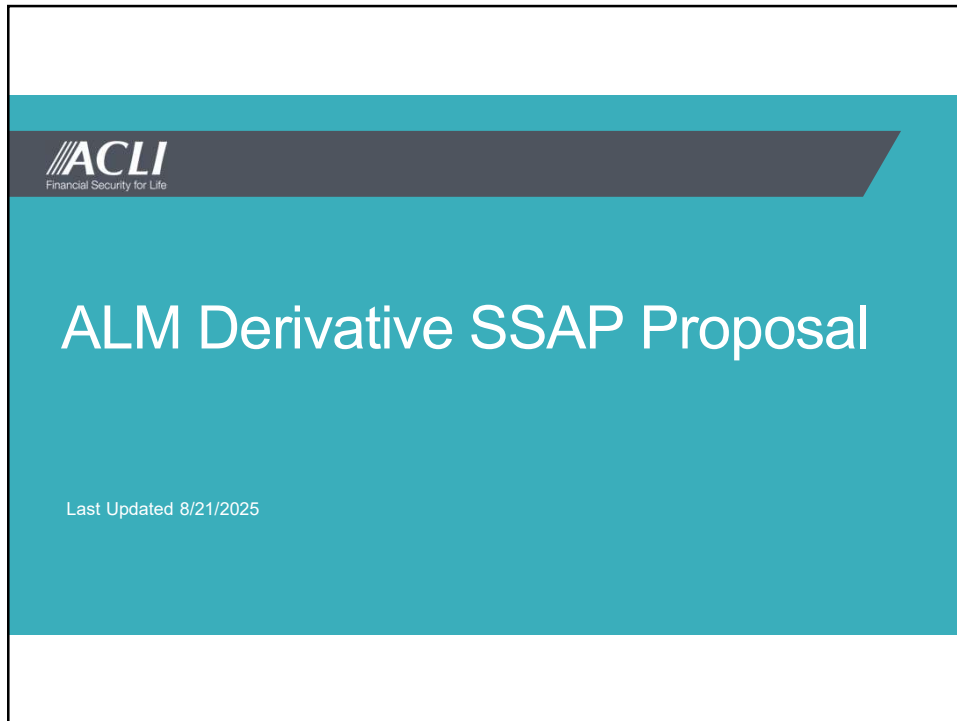 ACLI
Financial Security for Life
ALM Derivative SSAP Proposal
Last Updated 8/21/2025